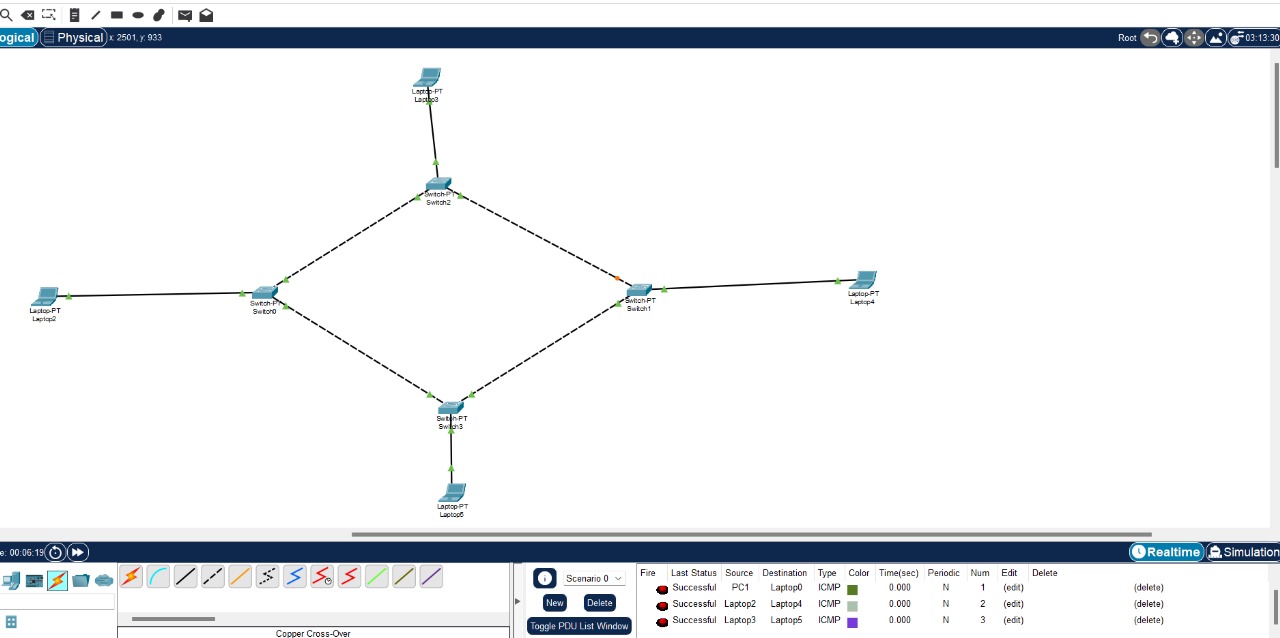 ogical Physical x: 2501, y: 933 Root 03:13:30
Laptop-PT
Laptop3
Switch-PT
Switch2
Laptop-PT
Laptop2
Switch-PT
Switch0
Switch-PT
Switch1
Laptop-PT
Laptop4
Switch-PT
Switch3
Laptop-PT
Laptop5
e: 00:06:19 Realtime Simulation
Scenario 0
New Delete
Toggle PDU List Window
Copper Cross-Over
Fire Last Status Source Destination Type Color Time(sec) Periodic Num Edit Delete
Successful PC1 Laptop0 ICMP 0.000 N 1 (edit) (delete)
Successful Laptop2 Laptop4 ICMP 0.000 N 2 (edit) (delete)
Successful Laptop3 Laptop5 ICMP 0.000 N 3 (edit) (delete)